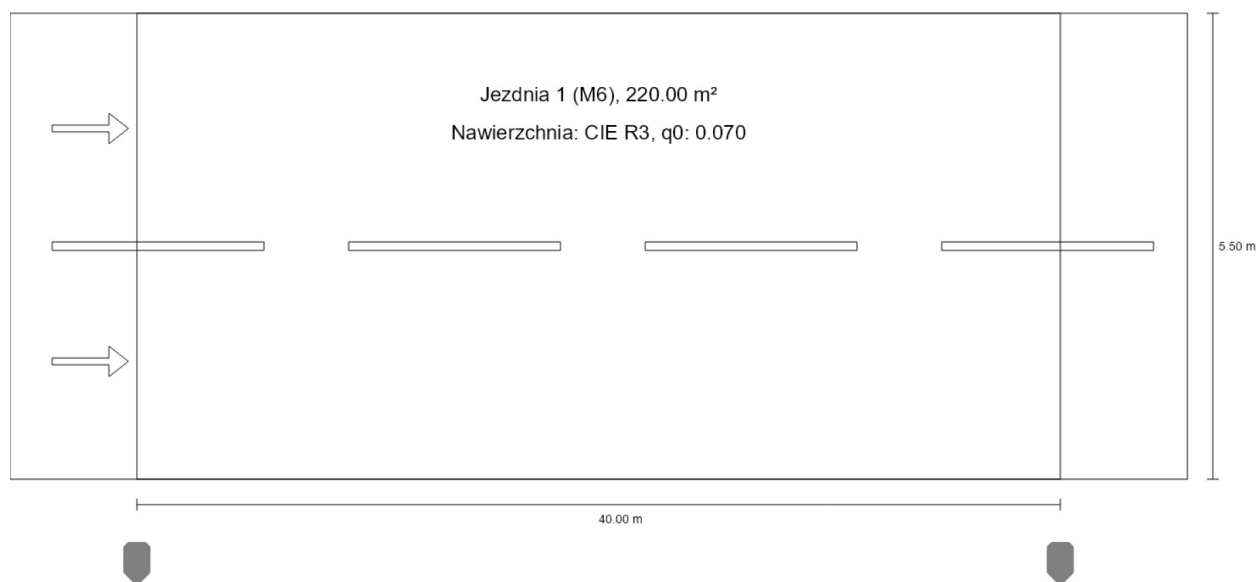 Jezdnia 1 (M6), 220.00 m²
Nawierzchnia: CIE R3, q0: 0.070
5.50 m
40.00 m